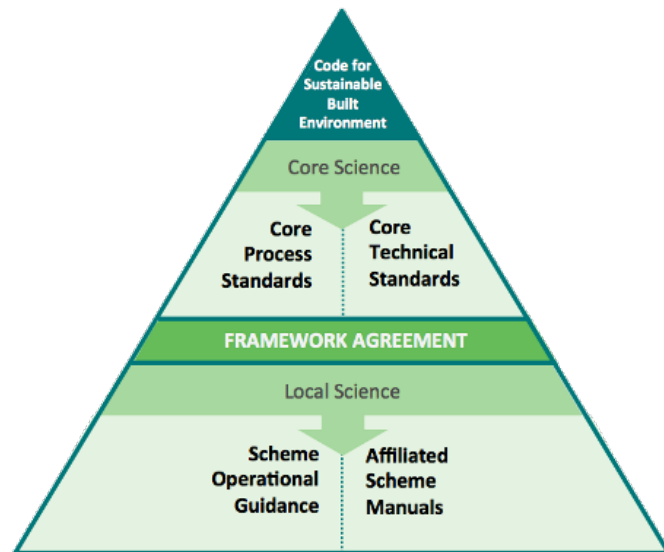 Code for
Sustainable
Built
Environment
Core Science
Core
Process
Standards
Core
Technical
Standards
FRAMEWORK AGREEMENT
Local Science
Scheme
Operational
Guidance
Affiliated
Scheme
Manuals